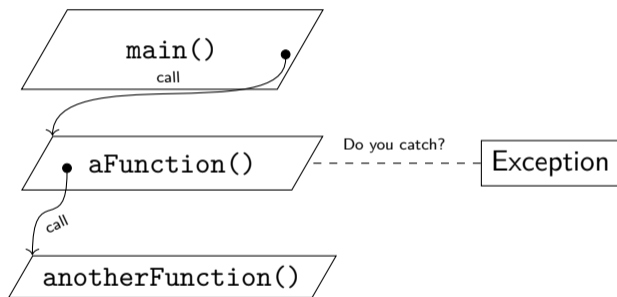 main()
call
Do you catch?
aFunction()
Exception
call
anotherFunction()